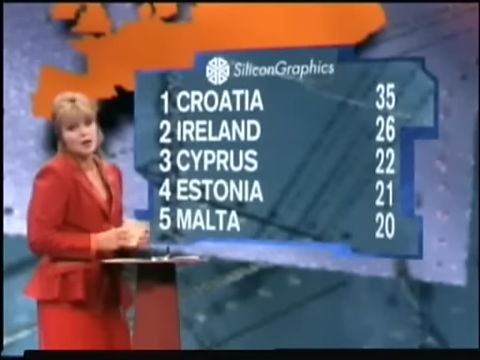 SiliconGraphics
1 CROATIA 35
2 IRELAND 26
3 CYPRUS 22
4 ESTONIA 21
5 MALTA 20